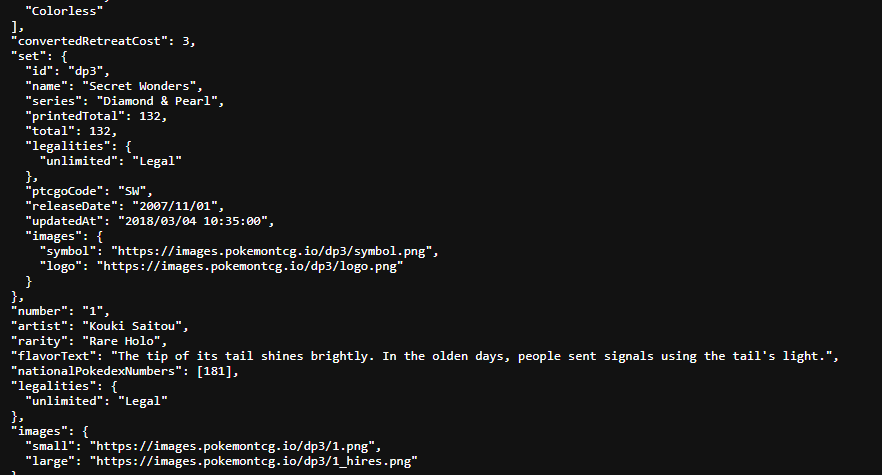 "Colorless"
],
"convertedRetreatCost": 3,
"set": {
"id": "dp3",
"name": "Secret Wonders",
"series": "Diamond & Pearl",
"printedTotal": 132,
"total": 132,
"legalities": {
"unlimited": "Legal"
},
"ptcgoCode": "SW",
"releaseDate": "2007/11/01",
"updatedAt": "2018/03/04 10:35:00",
"images": {
"symbol": "https://images.pokemontcg.io/dp3/symbol.png",
"logo": "https://images.pokemontcg.io/dp3/logo.png"
}
},
"number": "1",
"artist": "Kouki Saitou",
"rarity": "Rare Holo",
"flavorText": "The tip of its tail shines brightly. In the olden days, people sent signals using the tail's light.",
"nationalPokedexNumbers": [181],
"legalities": {
"unlimited": "Legal"
},
"images": {
"small": "https://images.pokemontcg.io/dp3/1.png",
"large": "https://images.pokemontcg.io/dp3/1_hires.png"